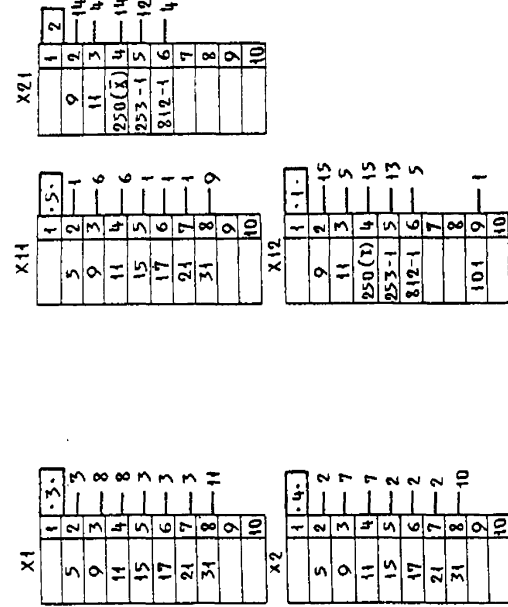 X1
1 .3.
5 2 3
9 3 8
11 4 8
15 5 3
17 6 3
21 7 3
31 8 11
9
10
X2
1 .4.
5 2 2
9 3 7
11 4 7
15 5 2
17 6 2
21 7 2
31 8 10
9
10
X11
1 .5.
5 2 1
9 3 6
11 4 6
15 5 1
17 6 1
21 7 1
31 8 9
9
10
X12
1 .1.
9 2 15
11 3 5
250(x̄) 4 15
253-1 5 13
812-1 6 5
7
8
101 9 1
10
X21
1 2
9 2 14
11 3 4
250(x̄) 4 14
253-1 5 12
812-1 6 4
7
8
9
10